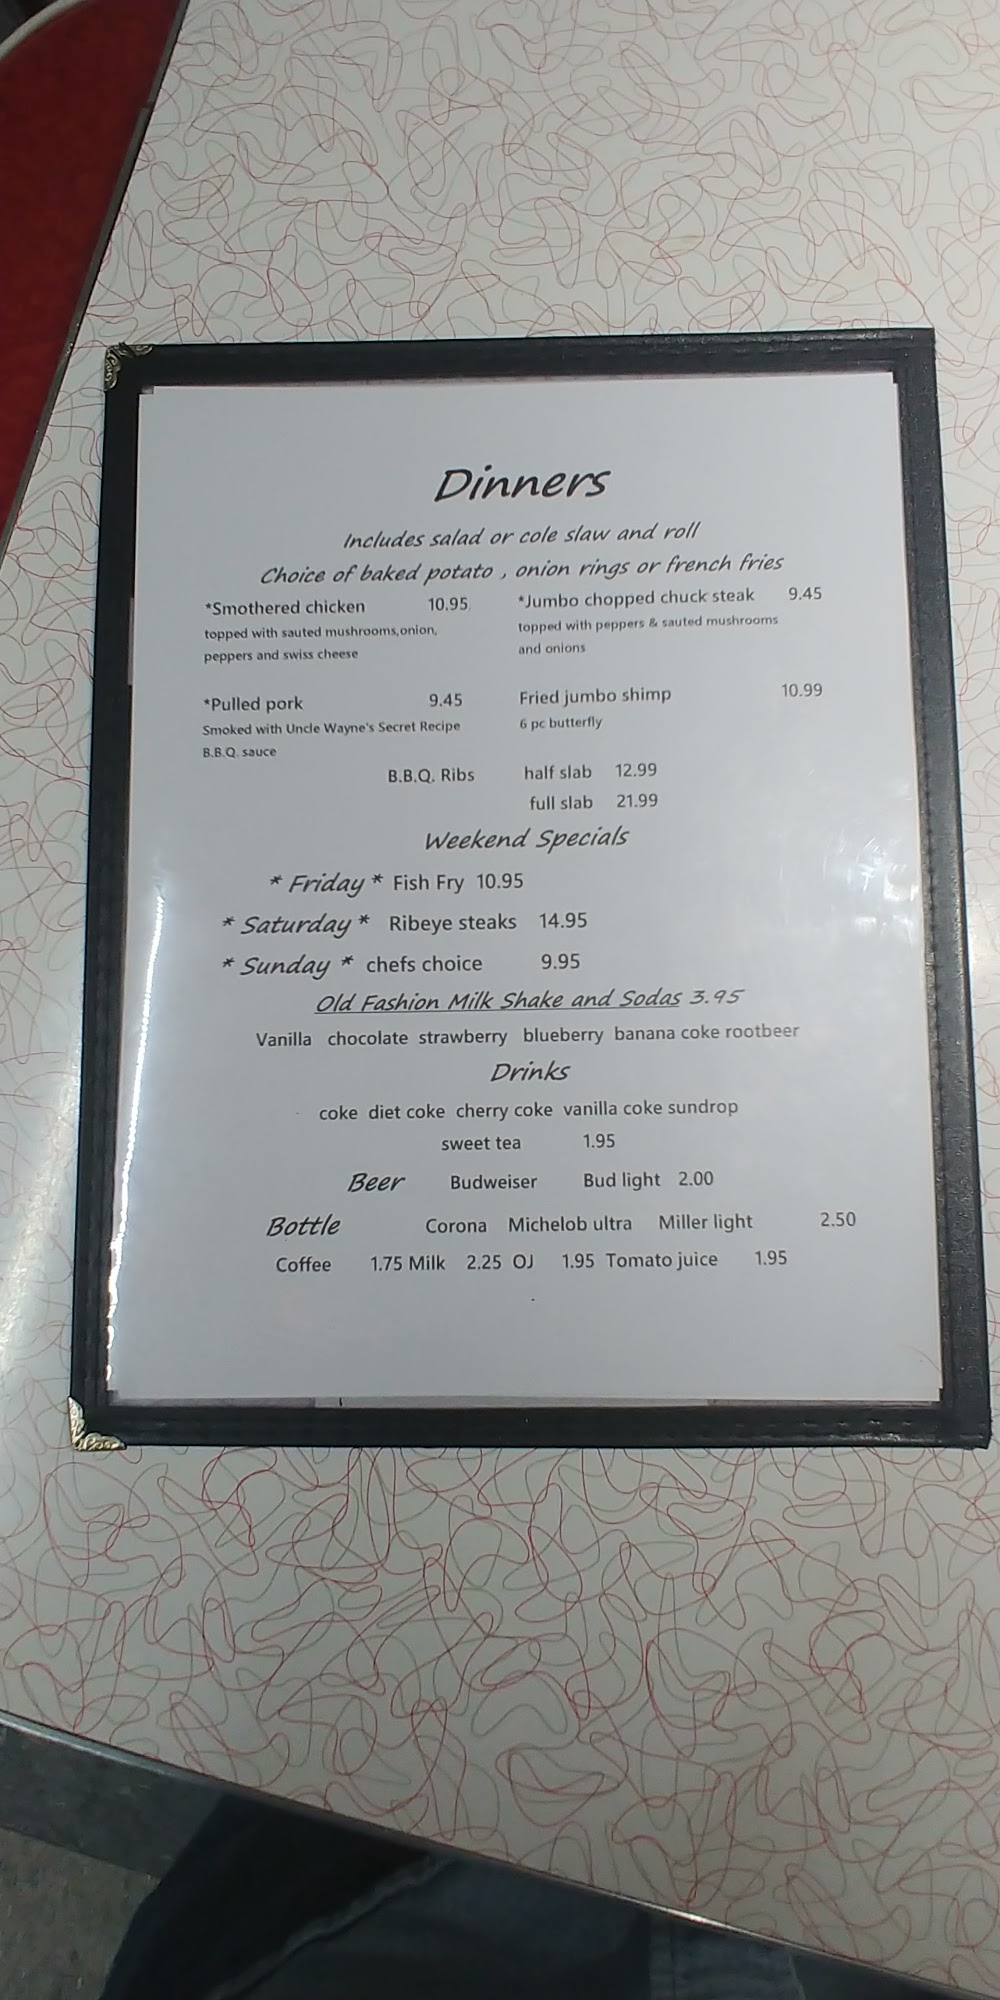 Dinners
Includes salad or cole slaw and roll
Choice of baked potato , onion rings or french fries
*Smothered chicken 10.95 *Jumbo chopped chuck steak 9.45
topped with sauted mushrooms,onion, topped with peppers & sauted mushrooms
peppers and swiss cheese and onions
*Pulled pork 9.45 Fried jumbo shimp 10.99
Smoked with Uncle Wayne's Secret Recipe 6 pc butterfly
B.B.Q. sauce
B.B.Q. Ribs half slab 12.99
full slab 21.99
Weekend Specials
* Friday * Fish Fry 10.95
* Saturday * Ribeye steaks 14.95
* Sunday * chefs choice 9.95
Old Fashion Milk Shake and Sodas 3.95
Vanilla chocolate strawberry blueberry banana coke rootbeer
Drinks
coke diet coke cherry coke vanilla coke sundrop
sweet tea 1.95
Beer Budweiser Bud light 2.00
Bottle Corona Michelob ultra Miller light 2.50
Coffee 1.75 Milk 2.25 OJ 1.95 Tomato juice 1.95